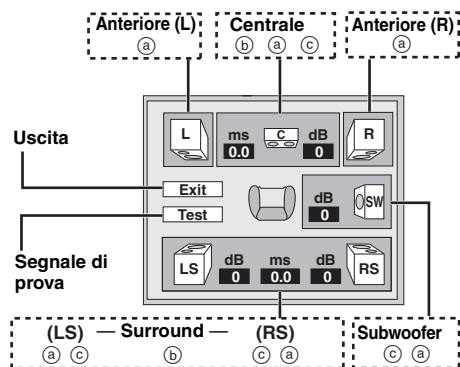 Anteriore (L)
ⓐ
Centrale
ⓑ ⓐ ⓒ
Anteriore (R)
ⓐ
L
ms
0.0
C
dB
0
R
Uscita
Exit
Test
dB
0
SW
Segnale di
prova
LS
dB
0
ms
0.0
dB
0
RS
(LS) — Surround — (RS)
ⓐ ⓒ ⓑ ⓒ ⓐ
Subwoofer
ⓒ ⓐ